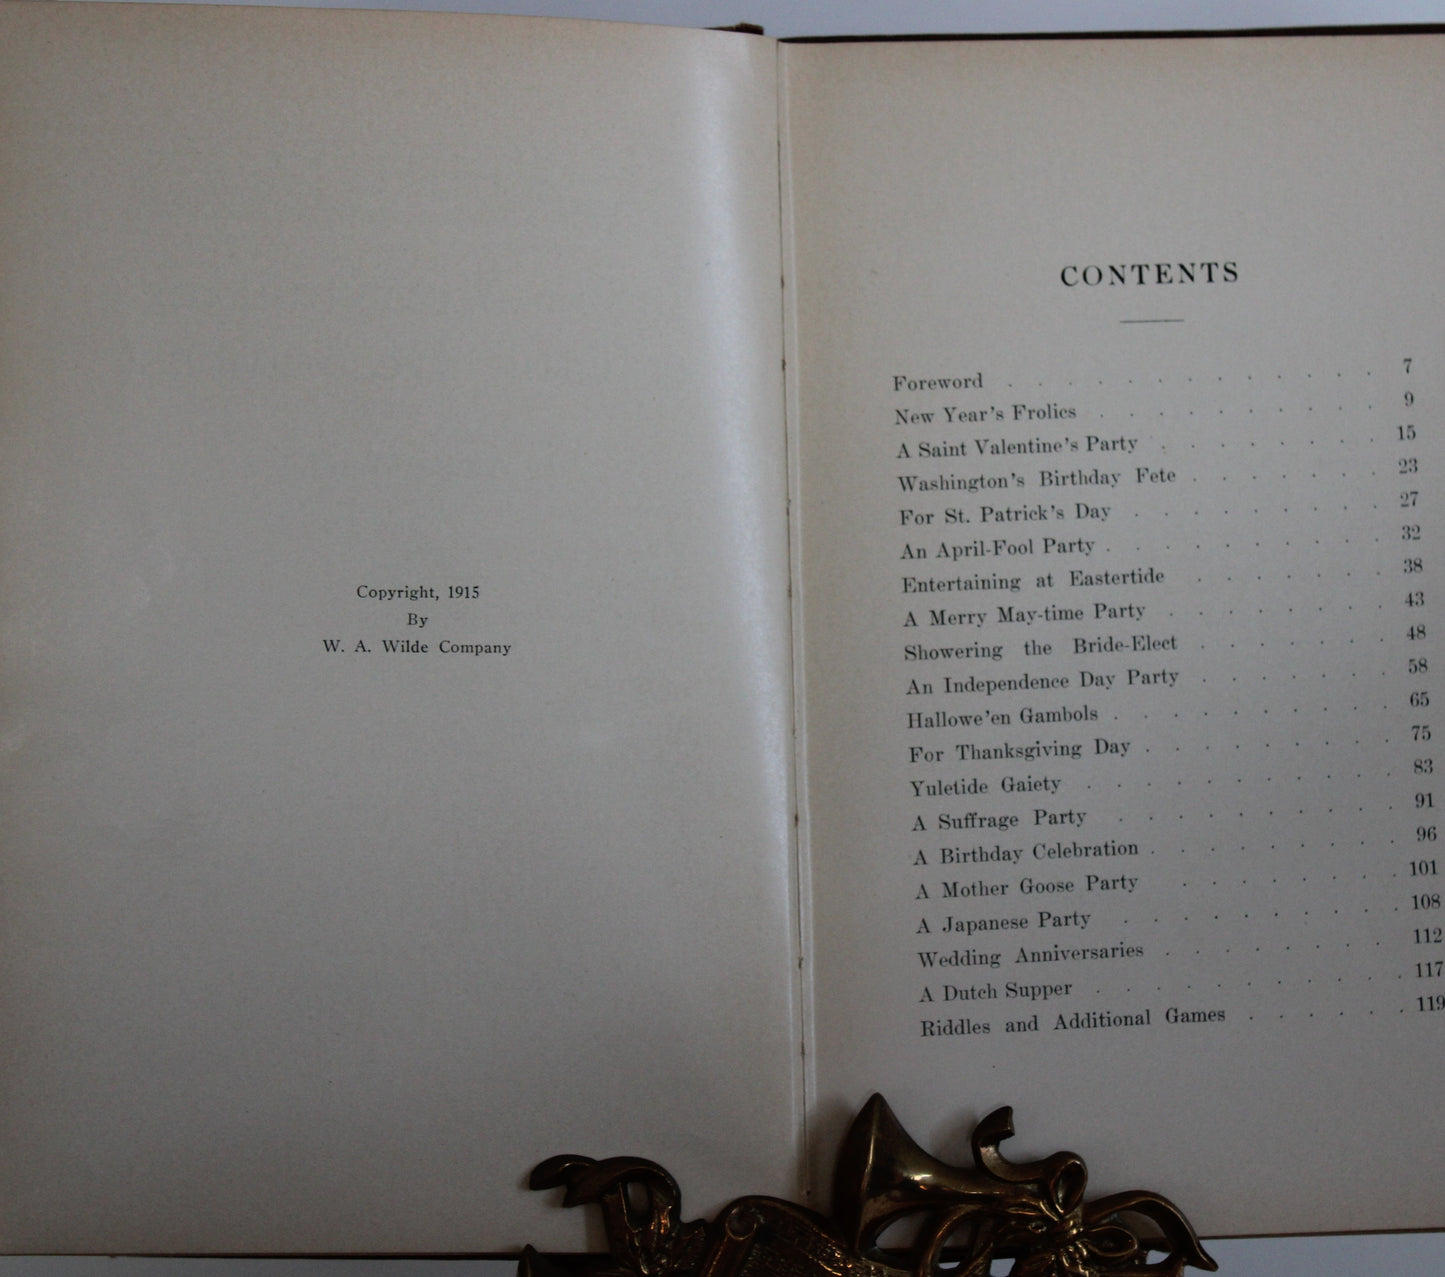 Copyright, 1915
By
W. A. Wilde Company
CONTENTS
Foreword . . . . . . . . . . . . . 7
New Year's Frolics . . . . . . . . . . 9
A Saint Valentine's Party . . . . . . . . 15
Washington's Birthday Fete . . . . . . . 23
For St. Patrick's Day . . . . . . . . . 27
An April-Fool Party . . . . . . . . . . 32
Entertaining at Eastertide . . . . . . . 38
A Merry May-time Party . . . . . . . . 43
Showering the Bride-Elect . . . . . . . 48
An Independence Day Party . . . . . . . 58
Hallowe'en Gambols . . . . . . . . . . 65
For Thanksgiving Day . . . . . . . . . 75
Yuletide Gaiety . . . . . . . . . . . 83
A Suffrage Party . . . . . . . . . . 91
A Birthday Celebration . . . . . . . . . 96
A Mother Goose Party . . . . . . . . 101
A Japanese Party . . . . . . . . . . 108
Wedding Anniversaries . . . . . . . . 112
A Dutch Supper . . . . . . . . . . . 117
Riddles and Additional Games . . . . . . 119